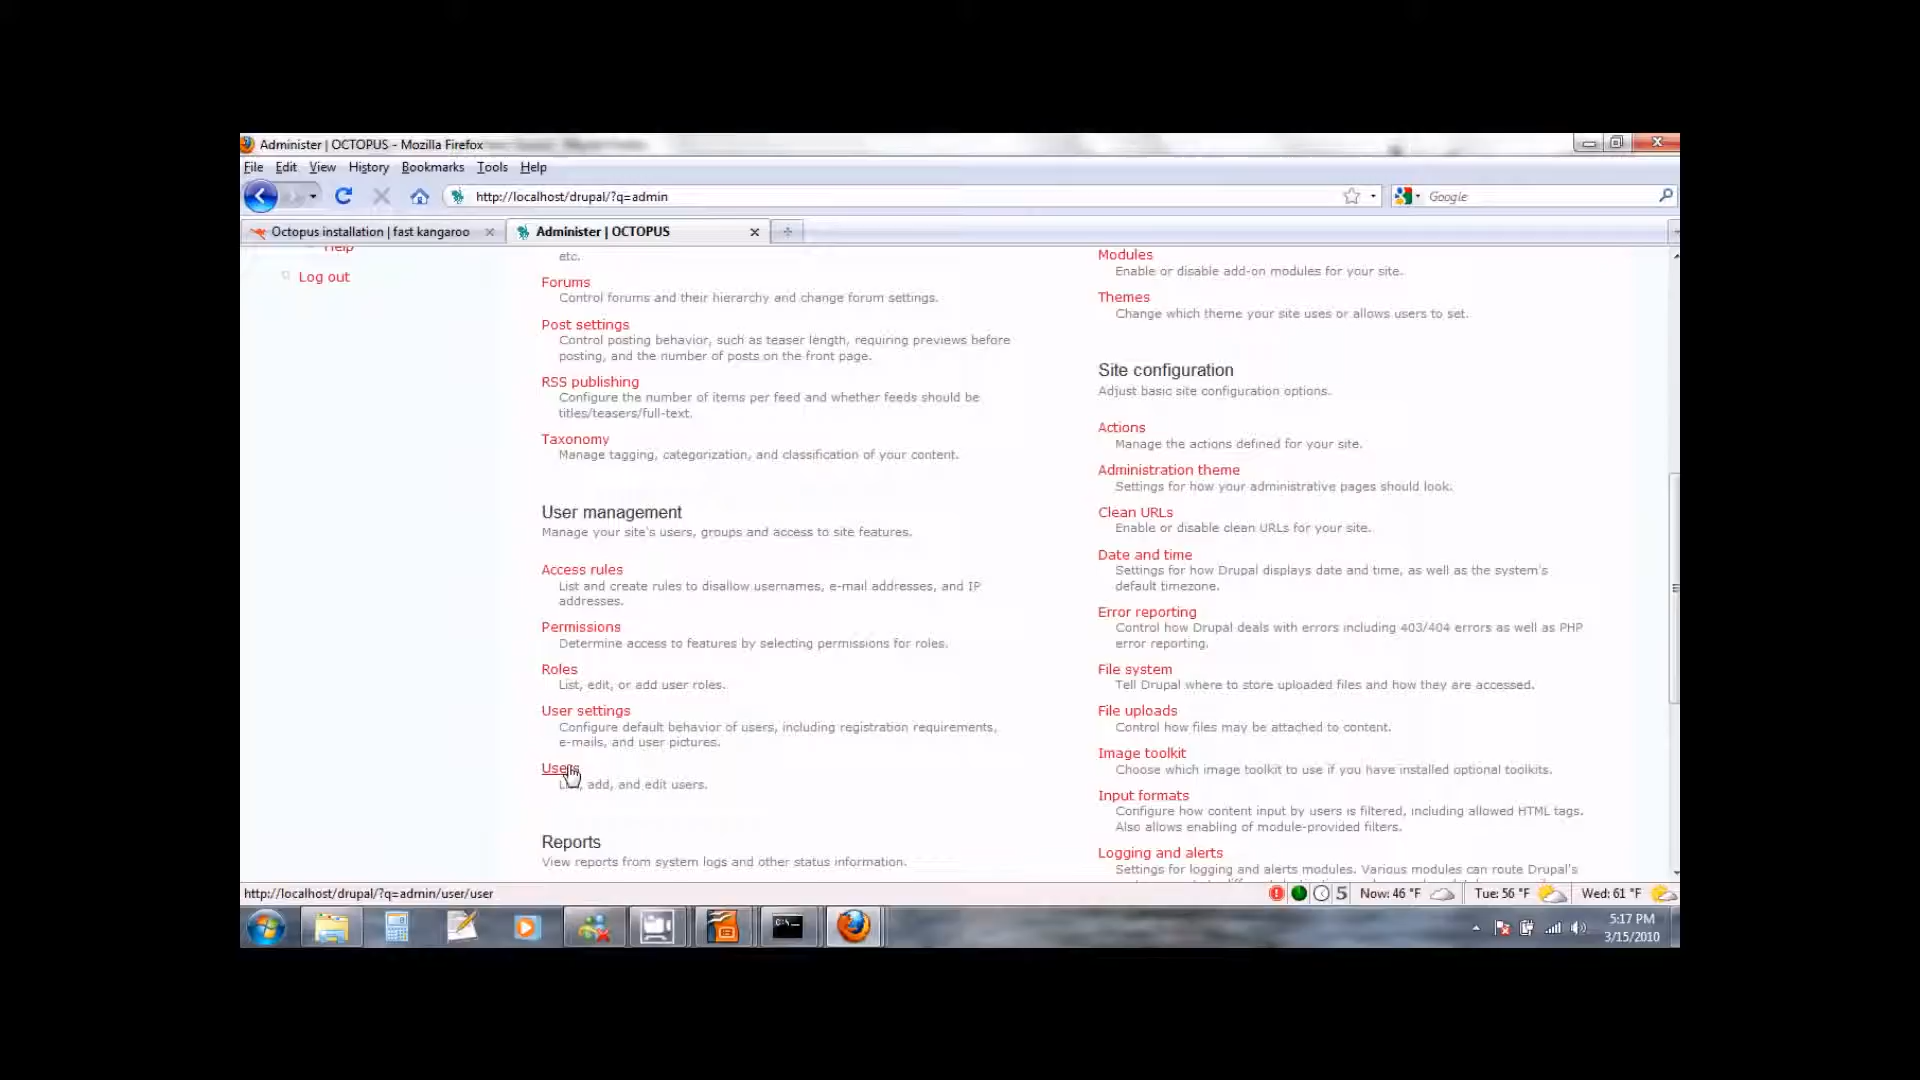 Administer | OCTOPUS - Mozilla Firefox
File Edit View History Bookmarks Tools Help
http://localhost/drupal/?q=admin
Google
Octopus installation | fast kangaroo
Administer | OCTOPUS
Help
Log out
etc.
Forums
Control forums and their hierarchy and change forum settings.
Post settings
Control posting behavior, such as teaser length, requiring previews before
posting, and the number of posts on the front page.
RSS publishing
Configure the number of items per feed and whether feeds should be
titles/teasers/full-text.
Taxonomy
Manage tagging, categorization, and classification of your content.
User management
Manage your site's users, groups and access to site features.
Access rules
List and create rules to disallow usernames, e-mail addresses, and IP
addresses.
Permissions
Determine access to features by selecting permissions for roles.
Roles
List, edit, or add user roles.
User settings
Configure default behavior of users, including registration requirements,
e-mails, and user pictures.
Users
List, add, and edit users.
Reports
View reports from system logs and other status information.
Modules
Enable or disable add-on modules for your site.
Themes
Change which theme your site uses or allows users to set.
Site configuration
Adjust basic site configuration options.
Actions
Manage the actions defined for your site.
Administration theme
Settings for how your administrative pages should look.
Clean URLs
Enable or disable clean URLs for your site.
Date and time
Settings for how Drupal displays date and time, as well as the system's
default timezone.
Error reporting
Control how Drupal deals with errors including 403/404 errors as well as PHP
error reporting.
File system
Tell Drupal where to store uploaded files and how they are accessed.
File uploads
Control how files may be attached to content.
Image toolkit
Choose which image toolkit to use if you have installed optional toolkits.
Input formats
Configure how content input by users is filtered, including allowed HTML tags.
Also allows enabling of module-provided filters.
Logging and alerts
Settings for logging and alerts modules. Various modules can route Drupal's
http://localhost/drupal/?q=admin/user/user
5 Now: 46 °F Tue: 56 °F Wed: 61 °F
C:\_
5:17 PM
3/15/2010